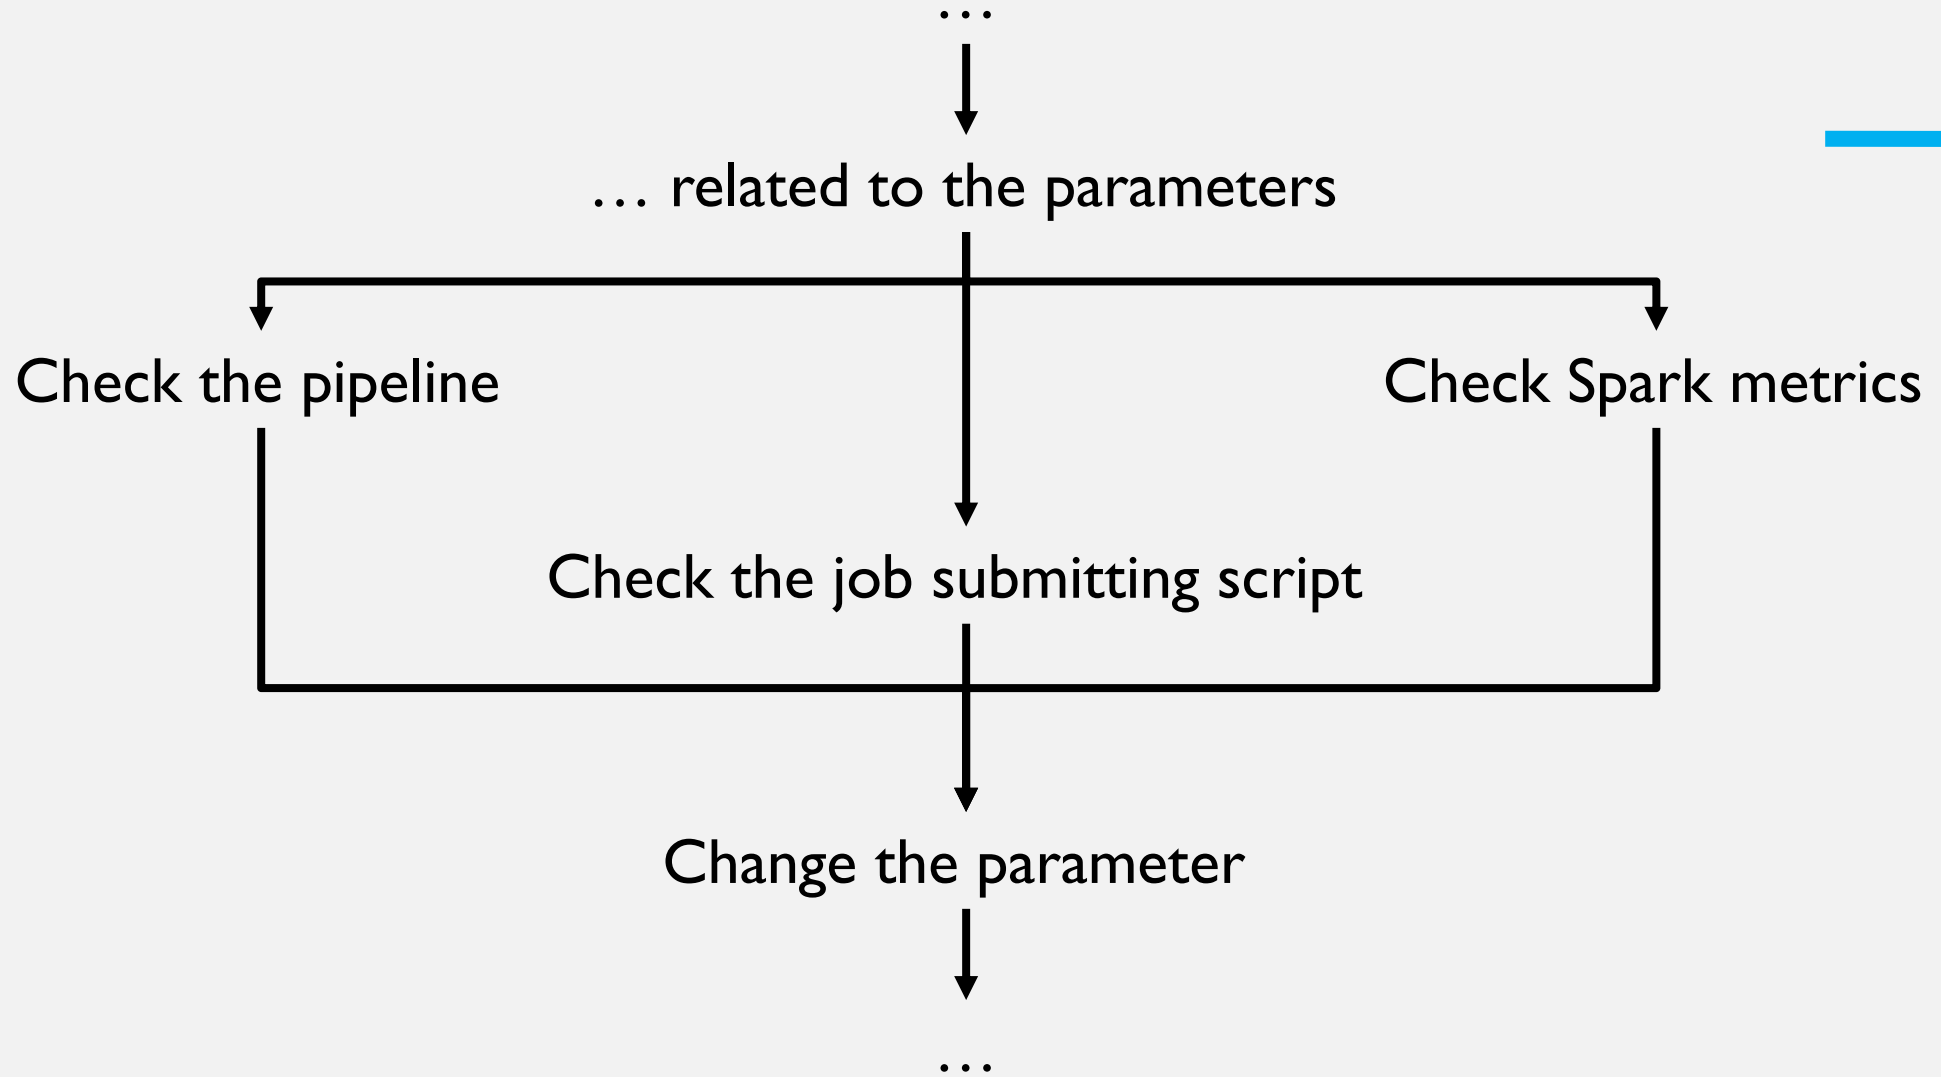 …
… related to the parameters
Check the pipeline
Check Spark metrics
Check the job submitting script
Change the parameter
…